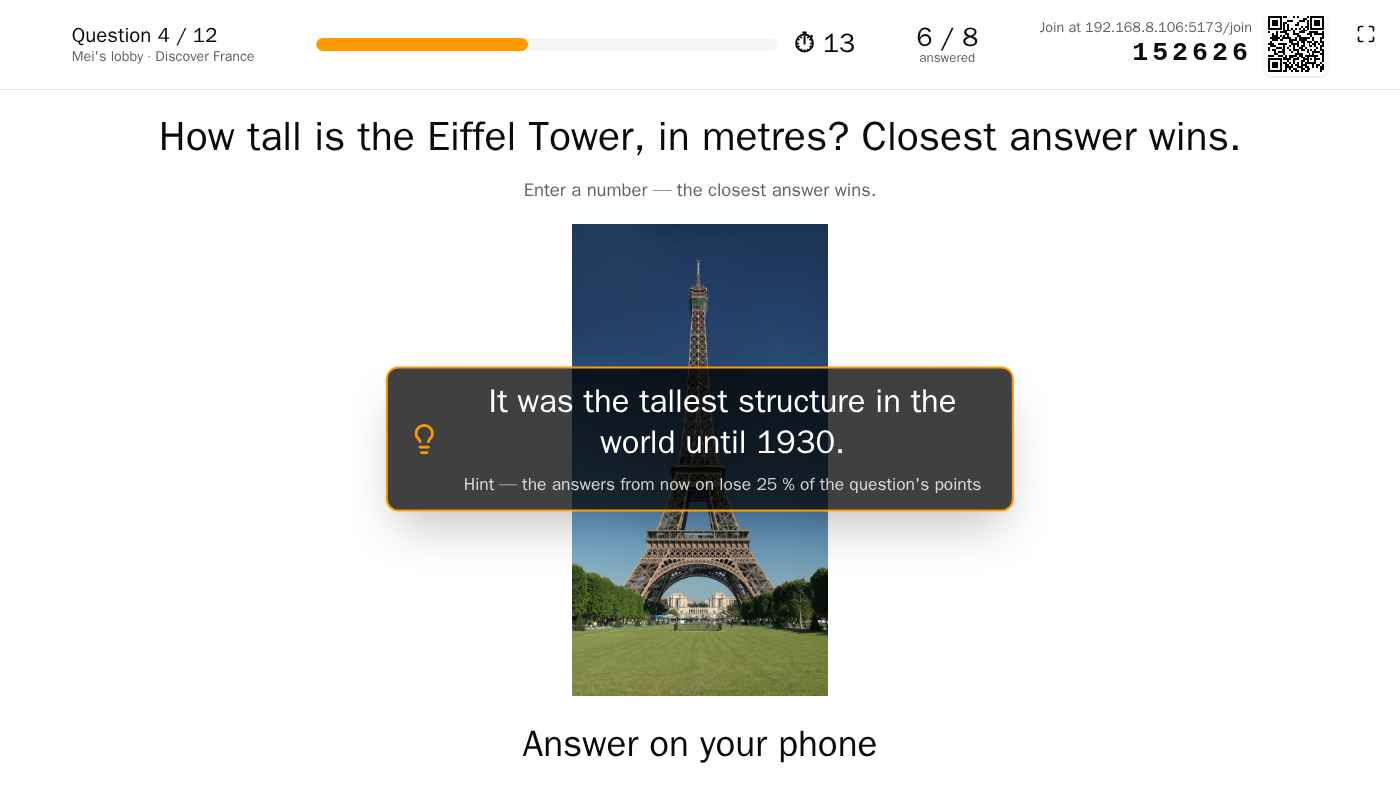 Question 4 / 12
Mei's lobby · Discover France
13
6 / 8
answered
Join at 192.168.8.106:5173/join
152626
How tall is the Eiffel Tower, in metres? Closest answer wins.
Enter a number — the closest answer wins.
It was the tallest structure in the
world until 1930.
Hint — the answers from now on lose 25 % of the question's points
Answer on your phone